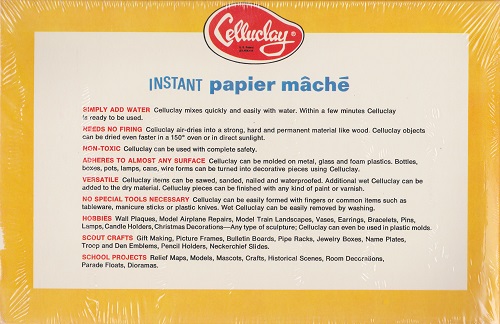 Celluclay
INSTANT papier mâché
SIMPLY ADD WATER Celluclay mixes quickly and easily with water. Within a few minutes Celluclay
is ready to be used.
NEEDS NO FIRING Celluclay air-dries into a strong, hard and permanent material like wood. Celluclay objects
can be dried even faster in a 150° oven or in direct sunlight.
NON-TOXIC Celluclay can be used with complete safety.
ADHERES TO ALMOST ANY SURFACE Celluclay can be molded on metal, glass and foam plastics. Bottles,
boxes, pots, lamps, cans, wire forms can be turned into decorative pieces using Celluclay.
VERSATILE Celluclay items can be sawed, sanded, nailed and waterproofed. Additional wet Celluclay can be
added to the dry material. Celluclay pieces can be finished with any kind of paint or varnish.
NO SPECIAL TOOLS NECESSARY Celluclay can be easily formed with fingers or common items such as
tableware, manicure sticks or plastic knives. Wet Celluclay can be easily removed by washing.
HOBBIES Wall Plaques, Model Airplane Repairs, Model Train Landscapes, Vases, Earrings, Bracelets, Pins,
Lamps, Candle Holders, Christmas Decorations—Any type of sculpture; Celluclay can even be used in plastic molds.
SCOUT CRAFTS Gift Making, Picture Frames, Bulletin Boards, Pipe Racks, Jewelry Boxes, Name Plates,
Troop and Den Emblems, Pencil Holders, Neckerchief Slides.
SCHOOL PROJECTS Relief Maps, Models, Mascots, Crafts, Historical Scenes, Room Decorations,
Parade Floats, Dioramas.